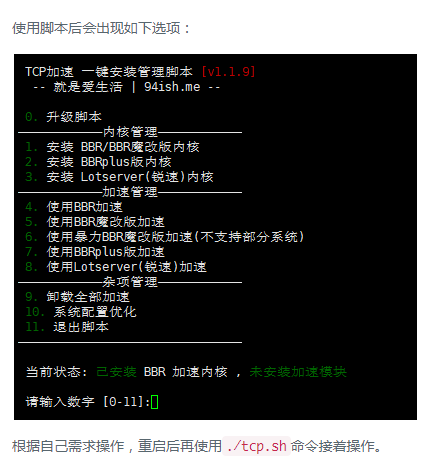 使用脚本后会出现如下选项：
TCP加速 一键安装管理脚本 [v1.1.9]
-- 就是爱生活 | 94ish.me --
0. 升级脚本
————————————内核管理————————————
1. 安装 BBR/BBR魔改版内核
2. 安装 BBRplus版内核
3. 安装 Lotserver(锐速)内核
————————————加速管理————————————
4. 使用BBR加速
5. 使用BBR魔改版加速
6. 使用暴力BBR魔改版加速(不支持部分系统)
7. 使用BBRplus版加速
8. 使用Lotserver(锐速)加速
————————————杂项管理————————————
9. 卸载全部加速
10. 系统配置优化
11. 退出脚本
————————————————————————————————
当前状态: 已安装 BBR 加速内核 , 未安装加速模块
请输入数字 [0-11]:
根据自己需求操作，重启后再使用 ./tcp.sh 命令接着操作。